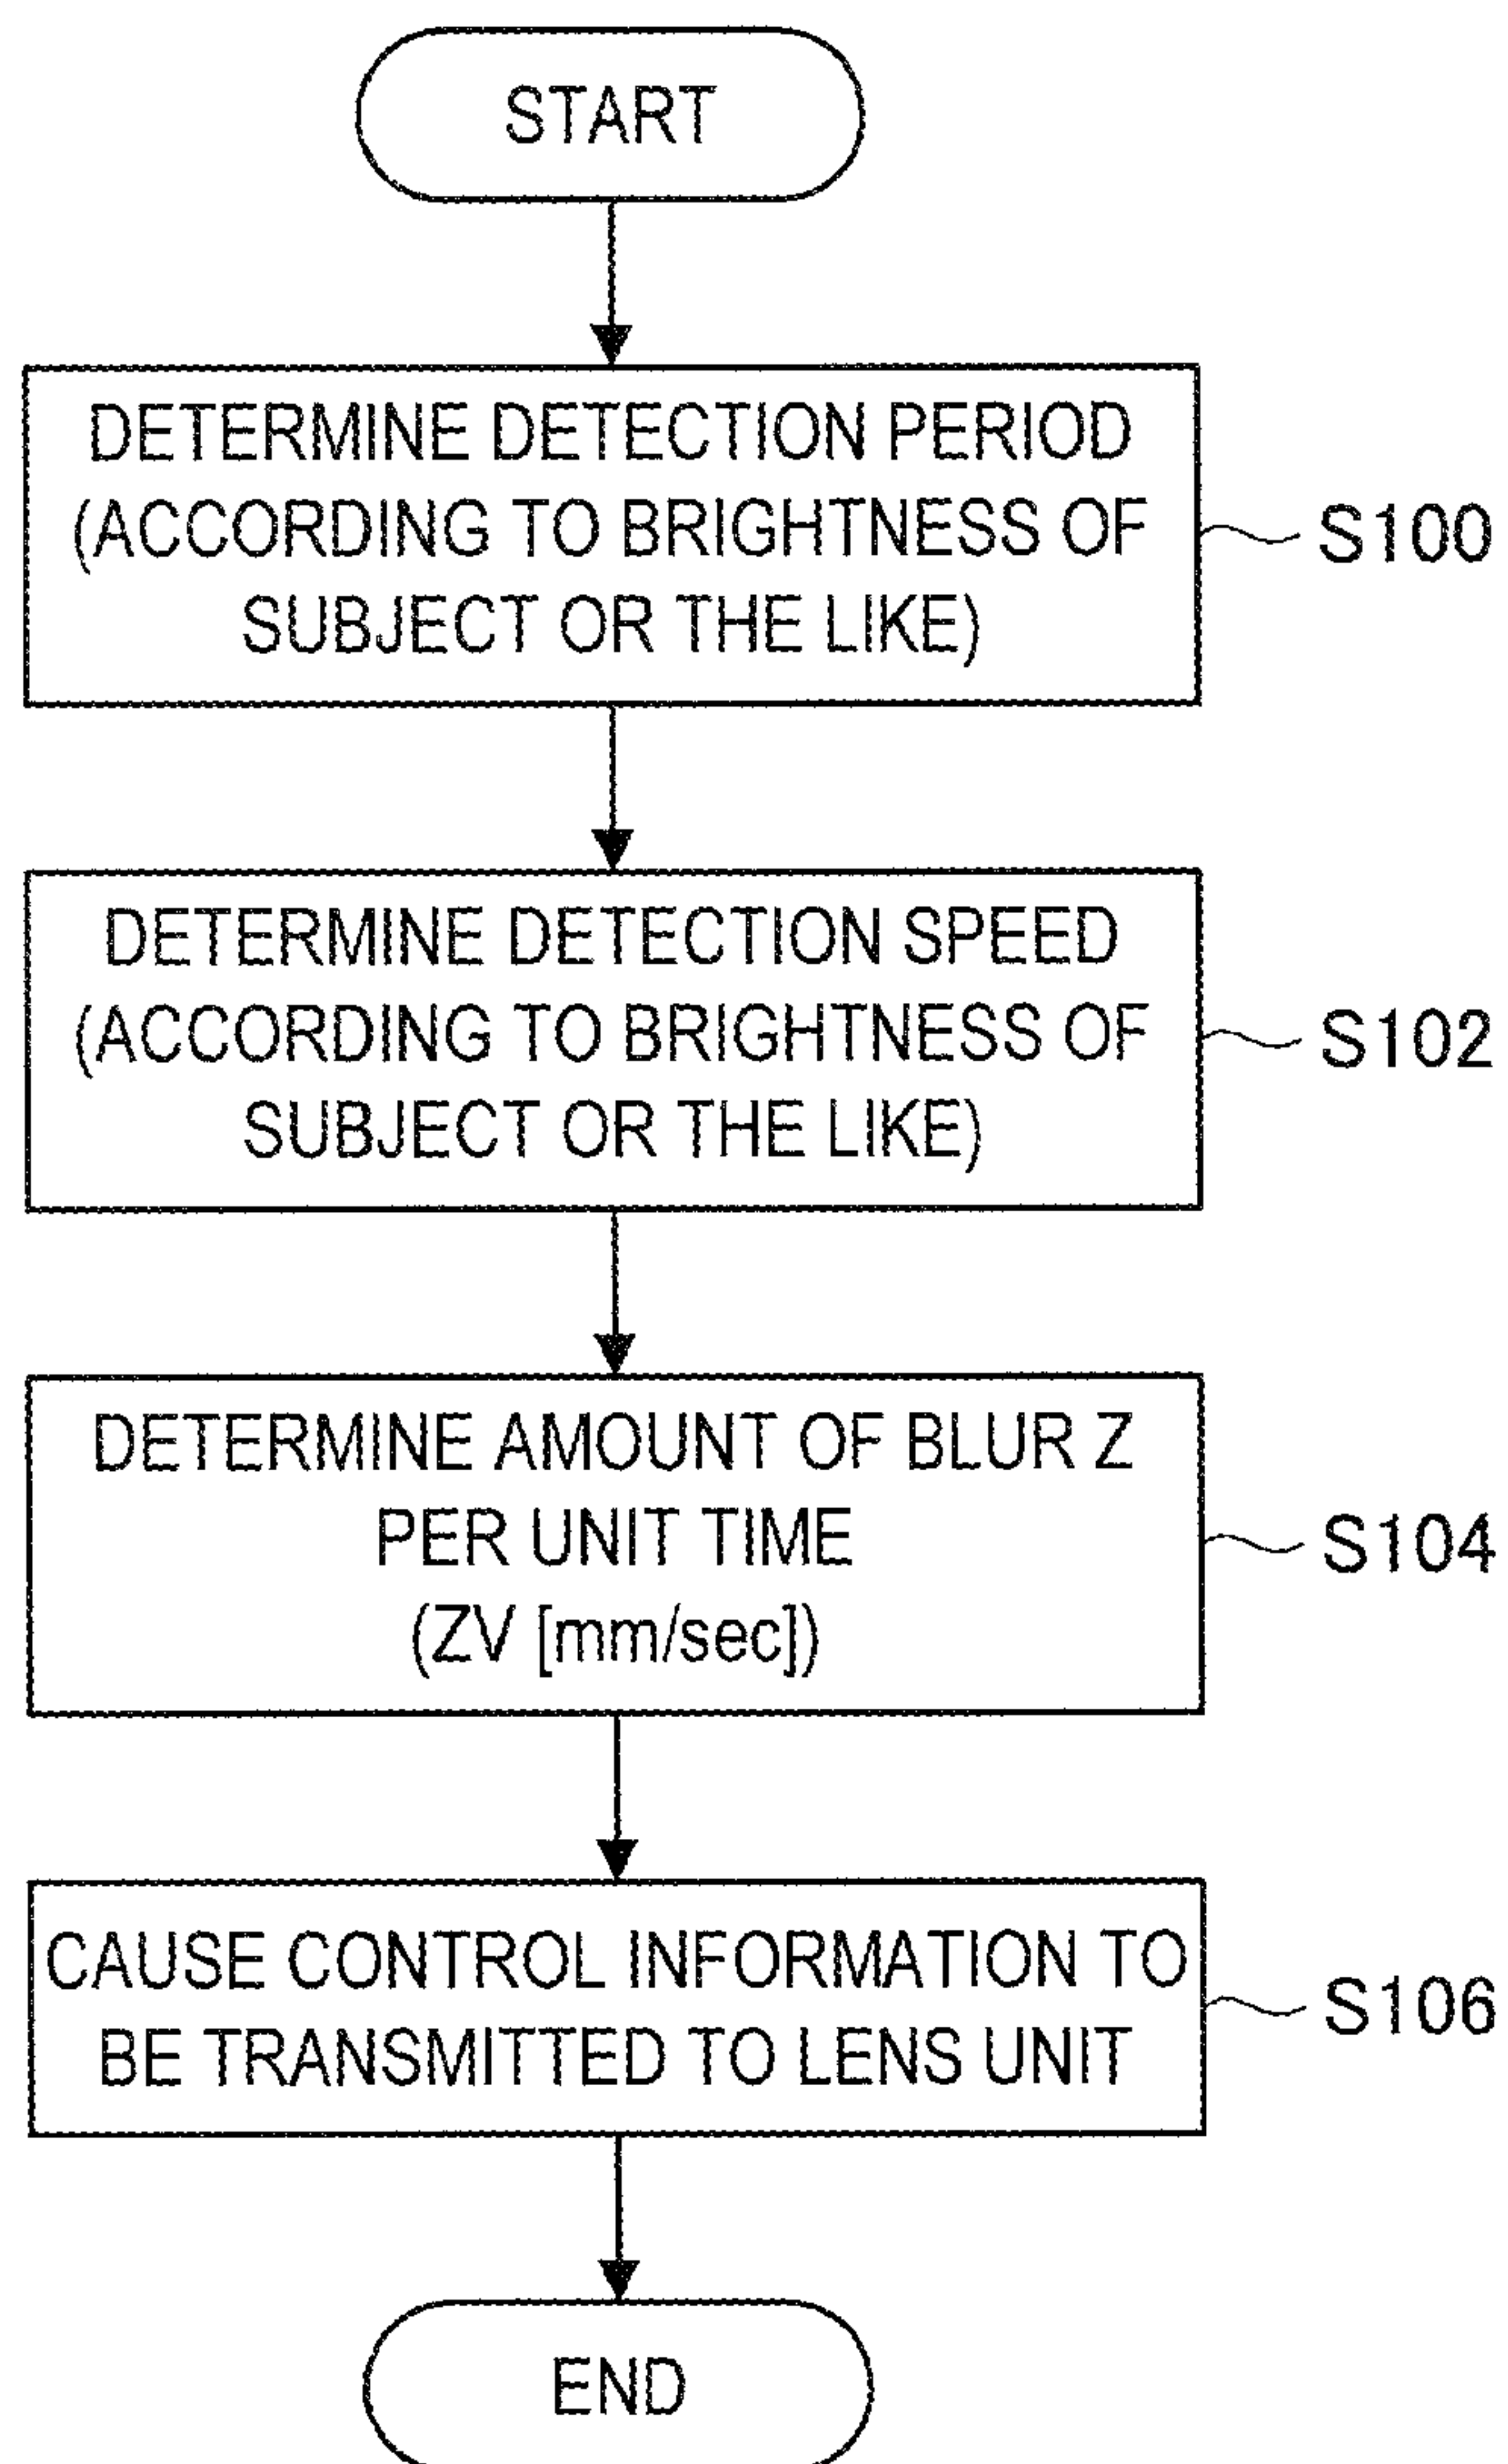 START
DETERMINE DETECTION PERIOD
(ACCORDING TO BRIGHTNESS OF
SUBJECT OR THE LIKE)
S100
DETERMINE DETECTION SPEED
(ACCORDING TO BRIGHTNESS OF
SUBJECT OR THE LIKE)
S102
DETERMINE AMOUNT OF BLUR Z
PER UNIT TIME
(ZV [mm/sec])
S104
CAUSE CONTROL INFORMATION TO
BE TRANSMITTED TO LENS UNIT
S106
END